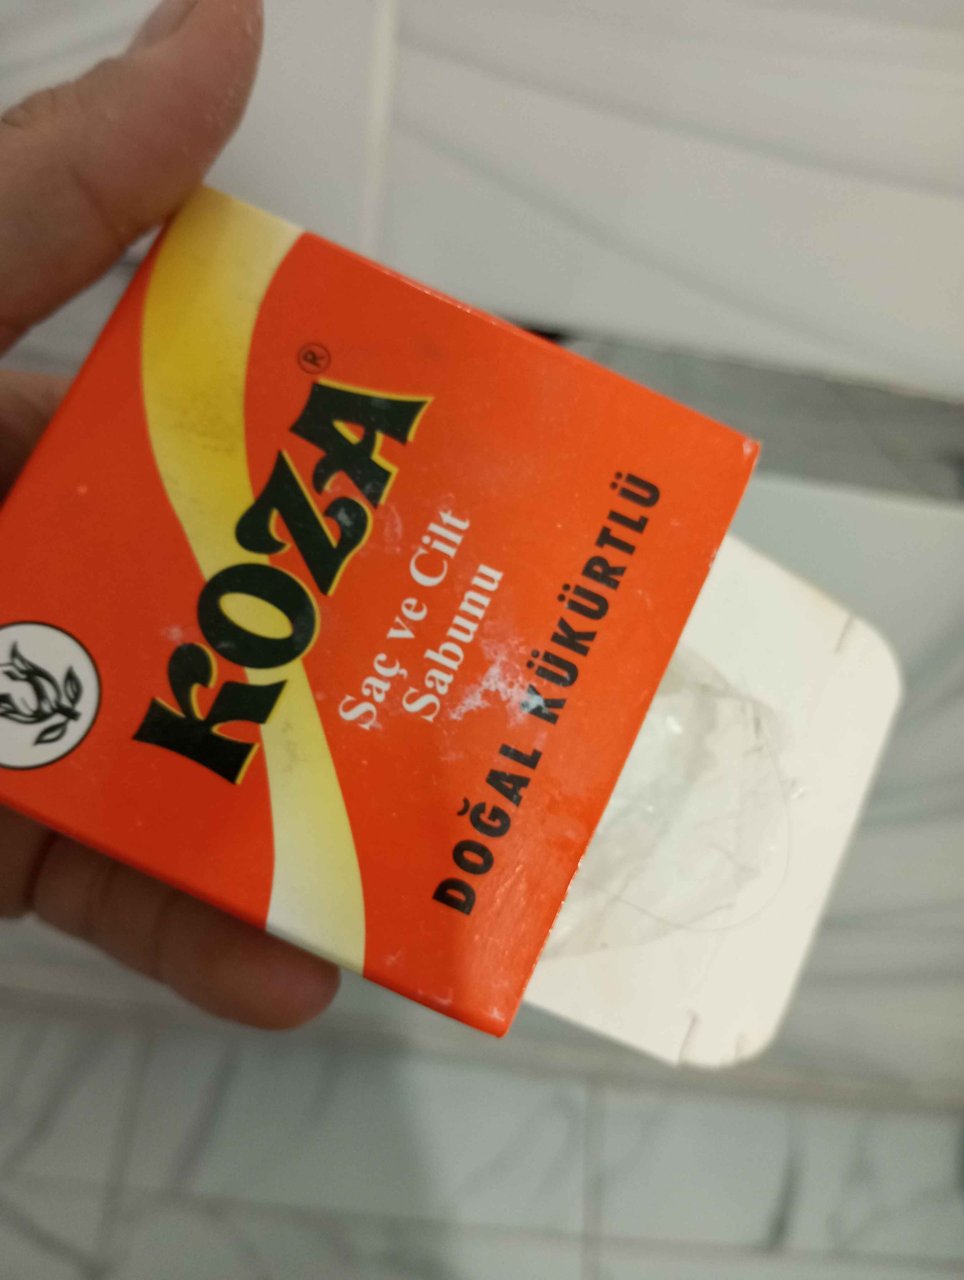 KOZA ®
Saç ve Cilt
Sabunu
DOĞAL KÜKÜRTLÜ